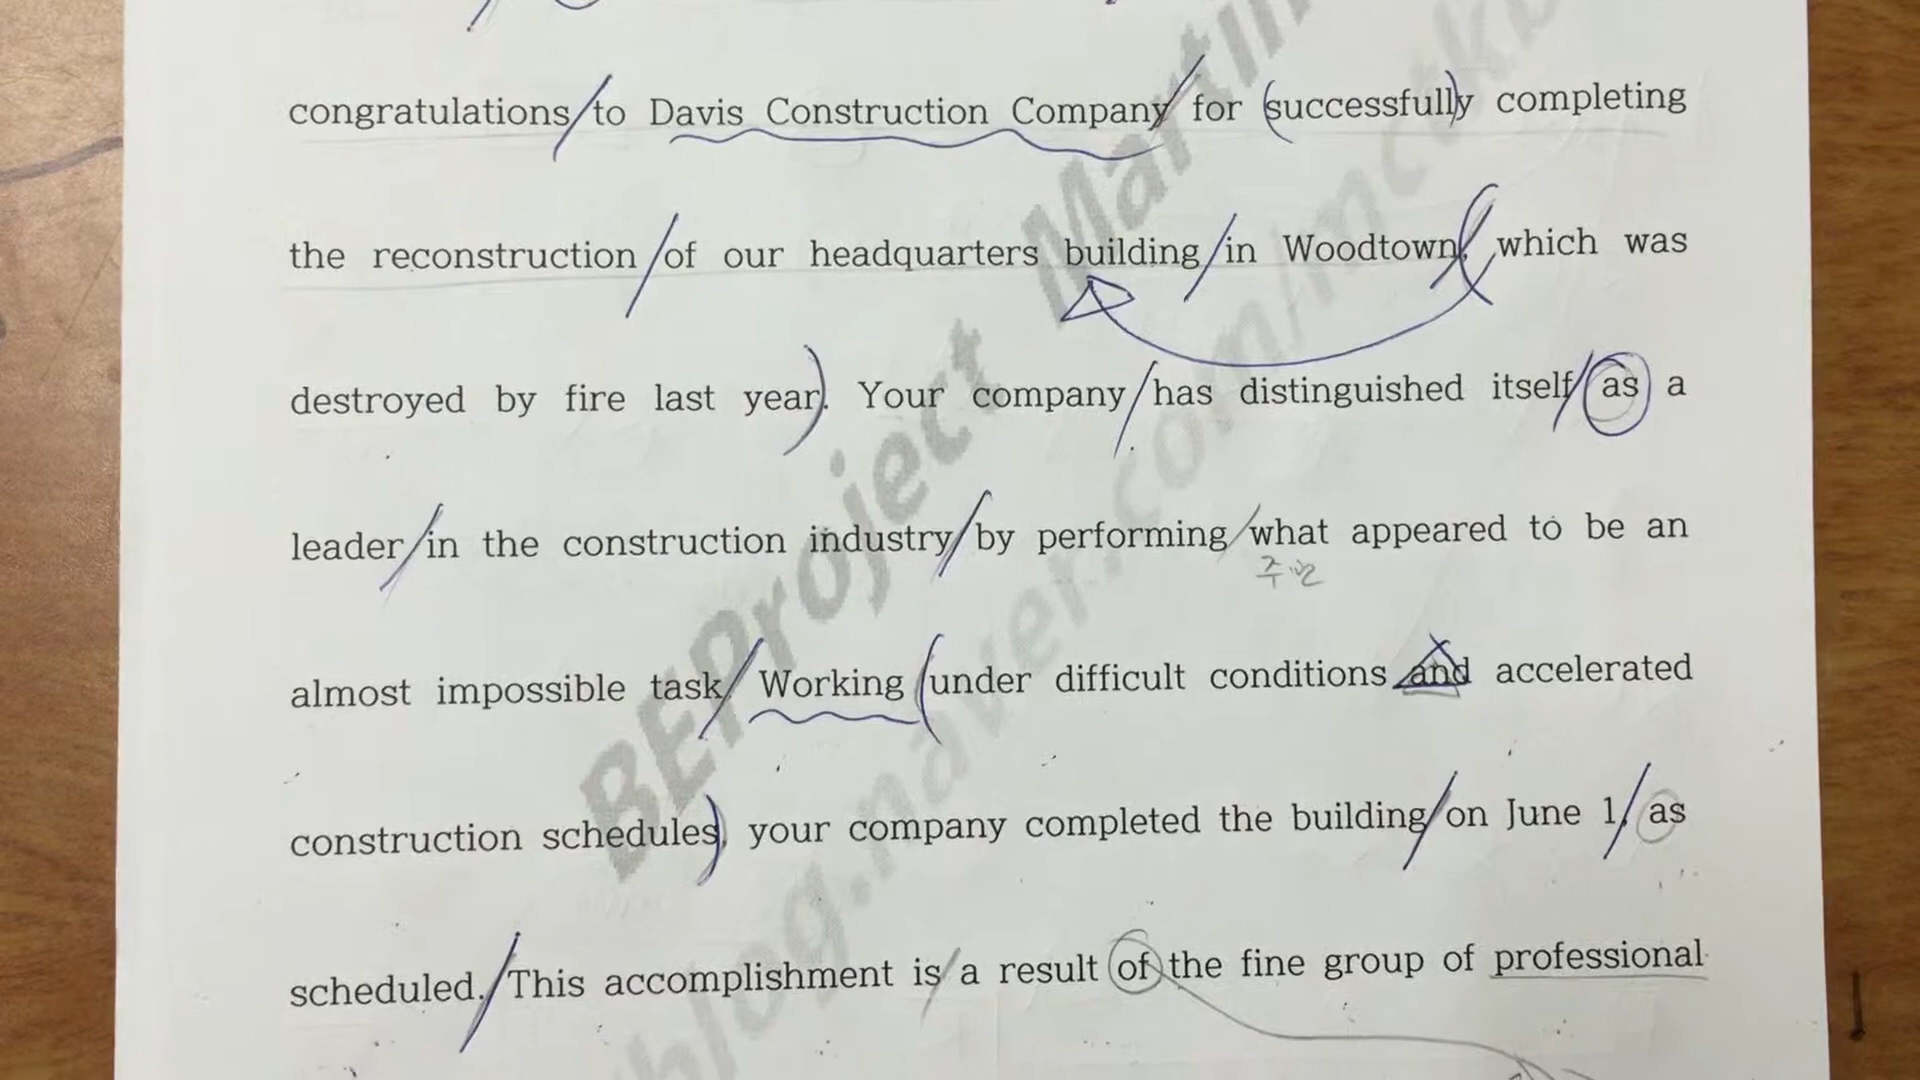 congratulations to Davis Construction Company for successfully completing
the reconstruction of our headquarters building in Woodtown, which was
destroyed by fire last year. Your company has distinguished itself as a
leader in the construction industry by performing what appeared to be an
주보
almost impossible task. Working under difficult conditions and accelerated
construction schedules, your company completed the building on June 1, as
scheduled. This accomplishment is a result of the fine group of professional
BEProject Martin
blog.naver.com/mctkb